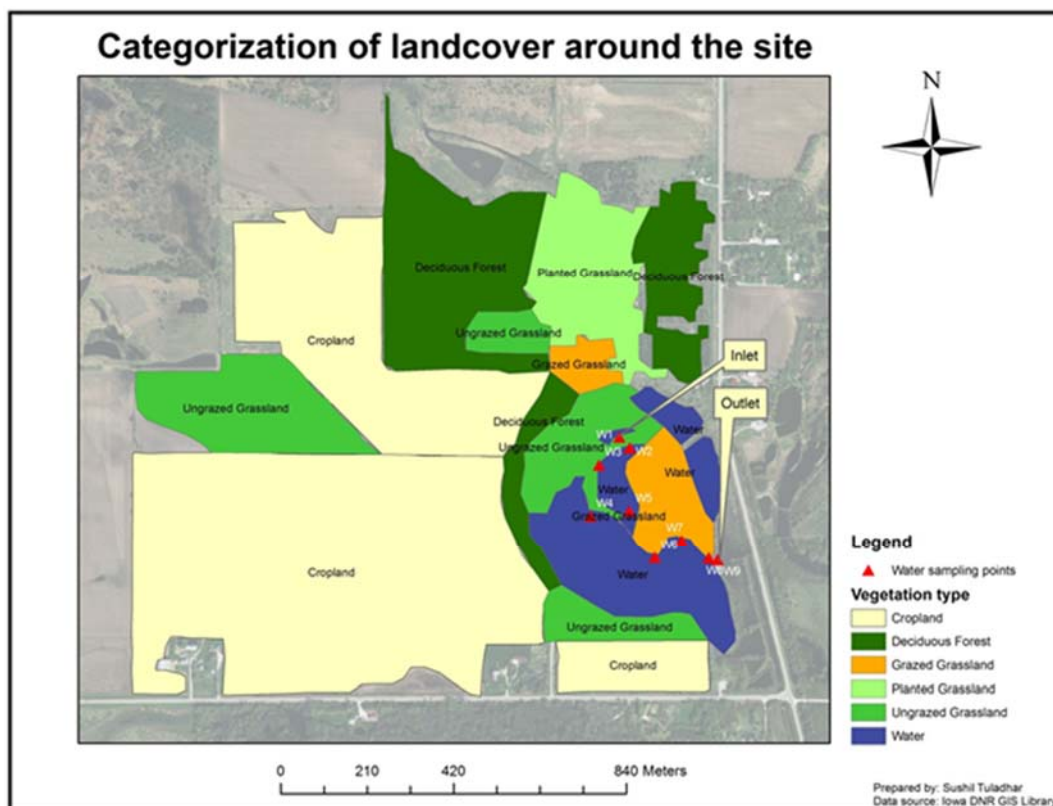 Categorization of landcover around the site
N
Deciduous Forest
Planted Grassland
Deciduous Forest
Ungrazed Grassland
Cropland
Grazed Grassland
Inlet
Ungrazed Grassland
Outlet
Deciduous Forest
Water
W1
Ungrazed Grassland
W3
W2
Water
Water
W4
W5
Grazed Grassland
W7
W6
Cropland
Water
W8
W9
Ungrazed Grassland
Cropland
Legend
Water sampling points
Vegetation type
Cropland
Deciduous Forest
Grazed Grassland
Planted Grassland
Ungrazed Grassland
Water
0 210 420 840 Meters
Prepared by: Sushil Tuladhar
Data source: Iowa DNR GIS Library